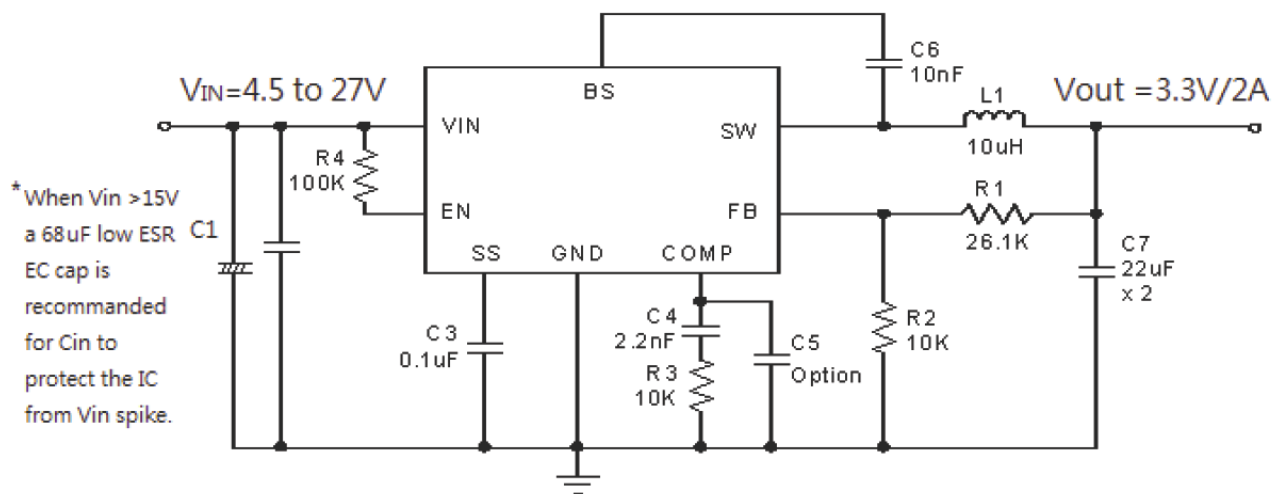 C6
10nF
VIN=4.5 to 27V
BS
L1
Vout =3.3V/2A
VIN
SW
10uH
R4
100K
*When Vin >15V
a 68uF low ESR
EC cap is
recommanded
for Cin to
protect the IC
from Vin spike.
C1
EN
FB
R1
26.1K
SS
GND
COMP
C7
22uF
x 2
C3
0.1uF
C4
2.2nF
R3
10K
C5
Option
R2
10K